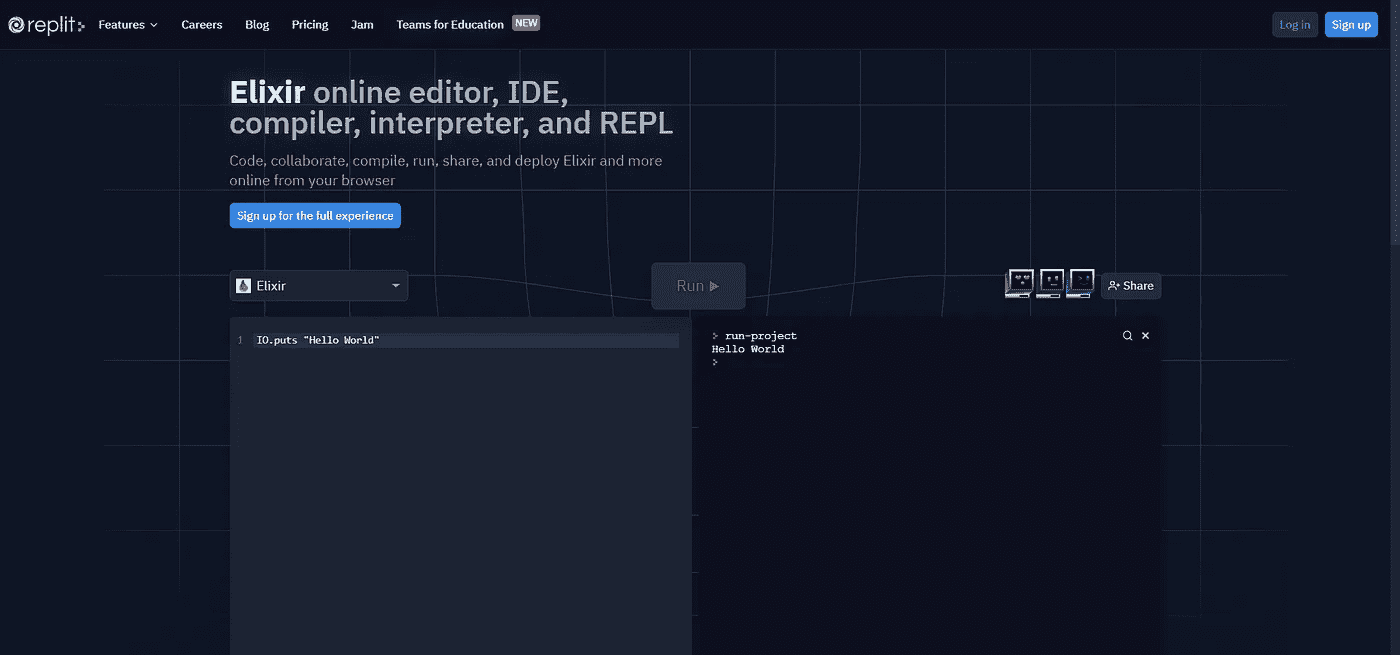 replit
Features
Careers
Blog
Pricing
Jam
Teams for Education NEW
Log in
Sign up
Elixir online editor, IDE,
compiler, interpreter, and REPL
Code, collaborate, compile, run, share, and deploy Elixir and more
online from your browser
Sign up for the full experience
Elixir
Run
Share
1 IO.puts "Hello World"
> run-project
Hello World
>